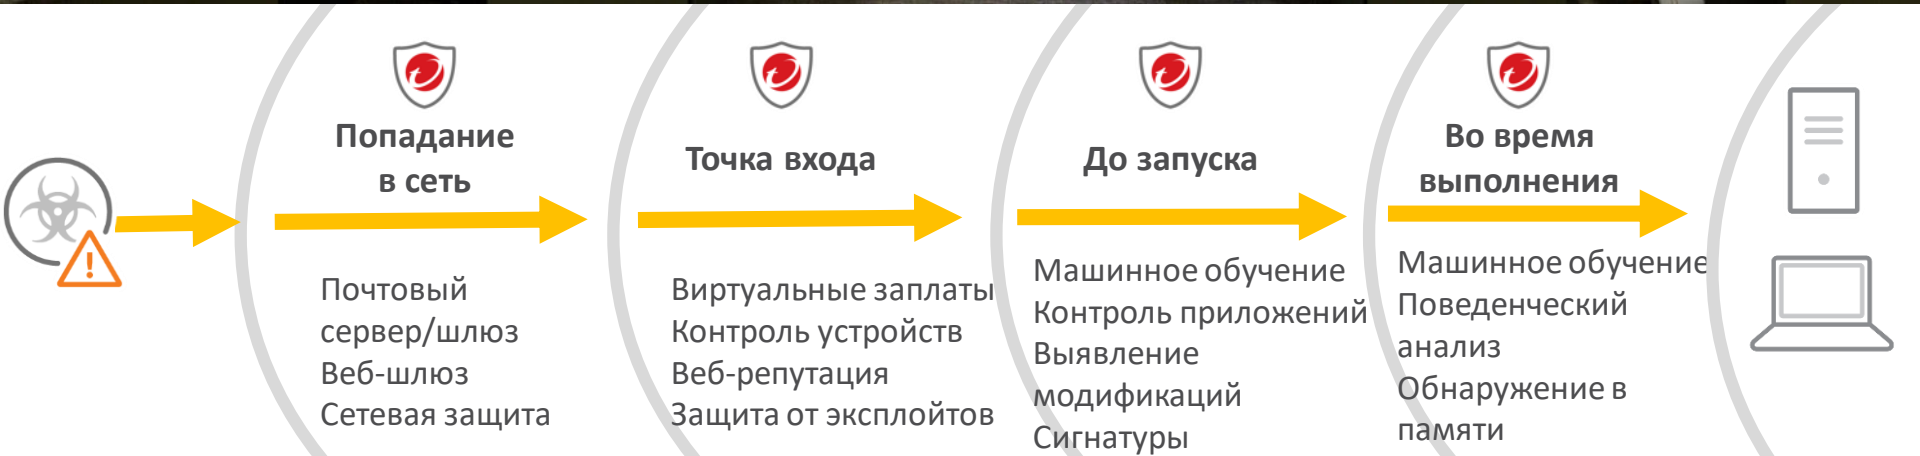 Попадание
в сеть
Почтовый
сервер/шлюз
Веб-шлюз
Сетевая защита
Точка входа
Виртуальные заплаты
Контроль устройств
Веб-репутация
Защита от эксплойтов
До запуска
Машинное обучение
Контроль приложений
Выявление
модификаций
Сигнатуры
Во время
выполнения
Машинное обучение
Поведенческий
анализ
Обнаружение в
памяти